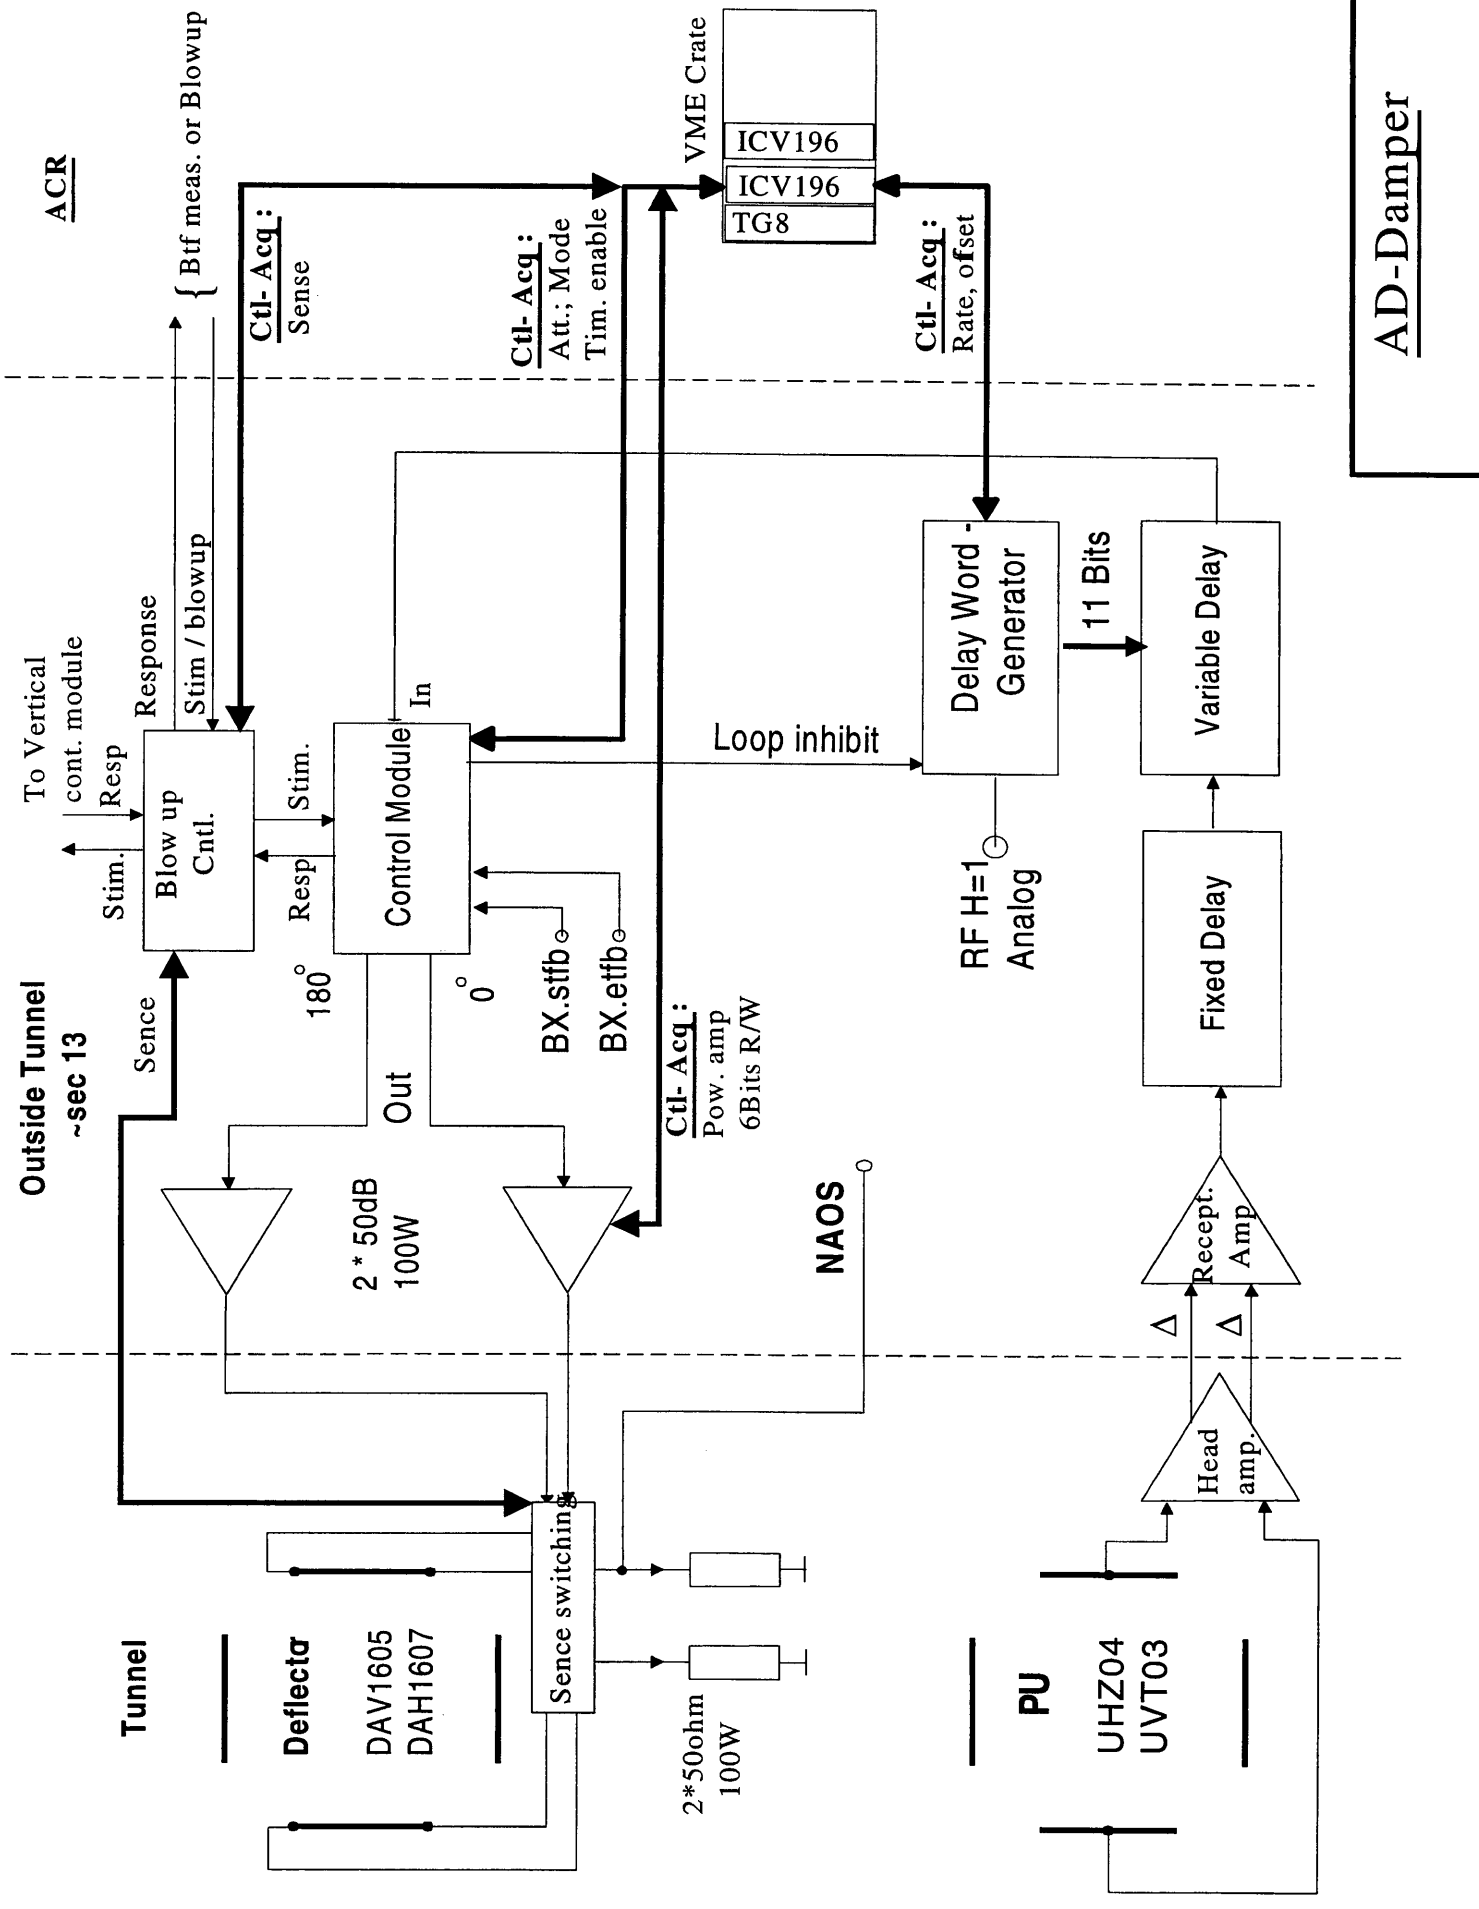 Tunnel
Outside Tunnel
~sec 13
ACR
To Vertical
cont. module
Stim.
Resp
Response
Stim / blowup
{ Btf meas. or Blowup
Sence
Blow up
Cntl.
Ctl- Acq :
Sense
Resp
Stim.
180°
0°
Out
Control Module
In
Ctl- Acq :
Att.; Mode
Tim. enable
Deflector
DAV1605
DAH1607
2 * 50dB
100W
BX.stfb
BX.etfb
Sence switching
Ctl- Acq :
Pow. amp
6Bits R/W
Loop inhibit
VME Crate
TG8
ICV196
ICV196
2*50ohm
100W
NAOS
RF H=1
Analog
Delay Word -
Generator
Ctl- Acq :
Rate, offset
11 Bits
PU
UHZ04
UVT03
Head
amp.
Δ
Δ
Recept.
Amp
Fixed Delay
Variable Delay
AD-Damper